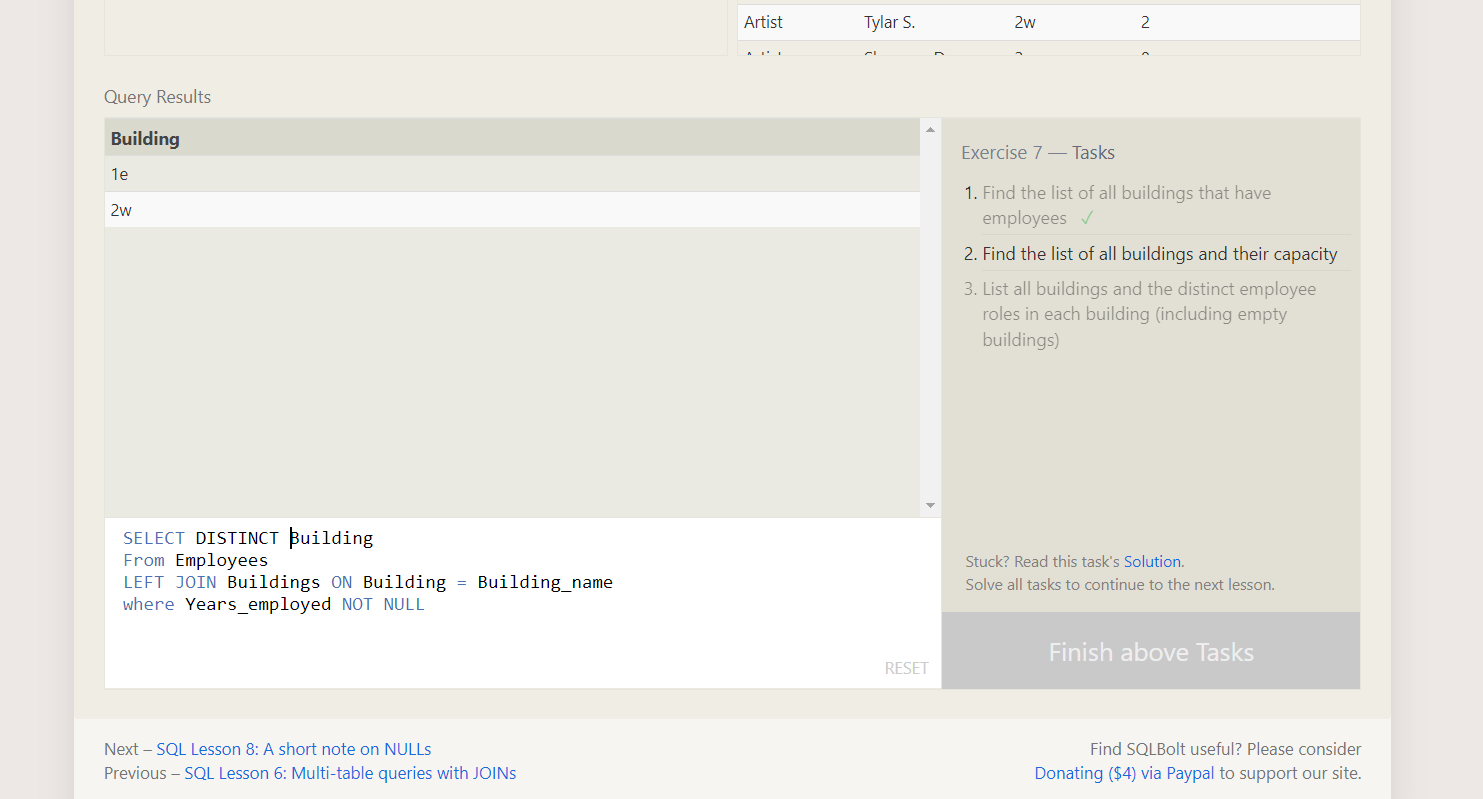 Artist Tylar S. 2w 2
Query Results
Building
1e
2w
Exercise 7 — Tasks
1. Find the list of all buildings that have
employees ✓
2. Find the list of all buildings and their capacity
3. List all buildings and the distinct employee
roles in each building (including empty
buildings)
SELECT DISTINCT Building
From Employees
LEFT JOIN Buildings ON Building = Building_name
where Years_employed NOT NULL
RESET
Stuck? Read this task's Solution.
Solve all tasks to continue to the next lesson.
Finish above Tasks
Next – SQL Lesson 8: A short note on NULLs
Previous – SQL Lesson 6: Multi-table queries with JOINs
Find SQLBolt useful? Please consider
Donating ($4) via Paypal to support our site.